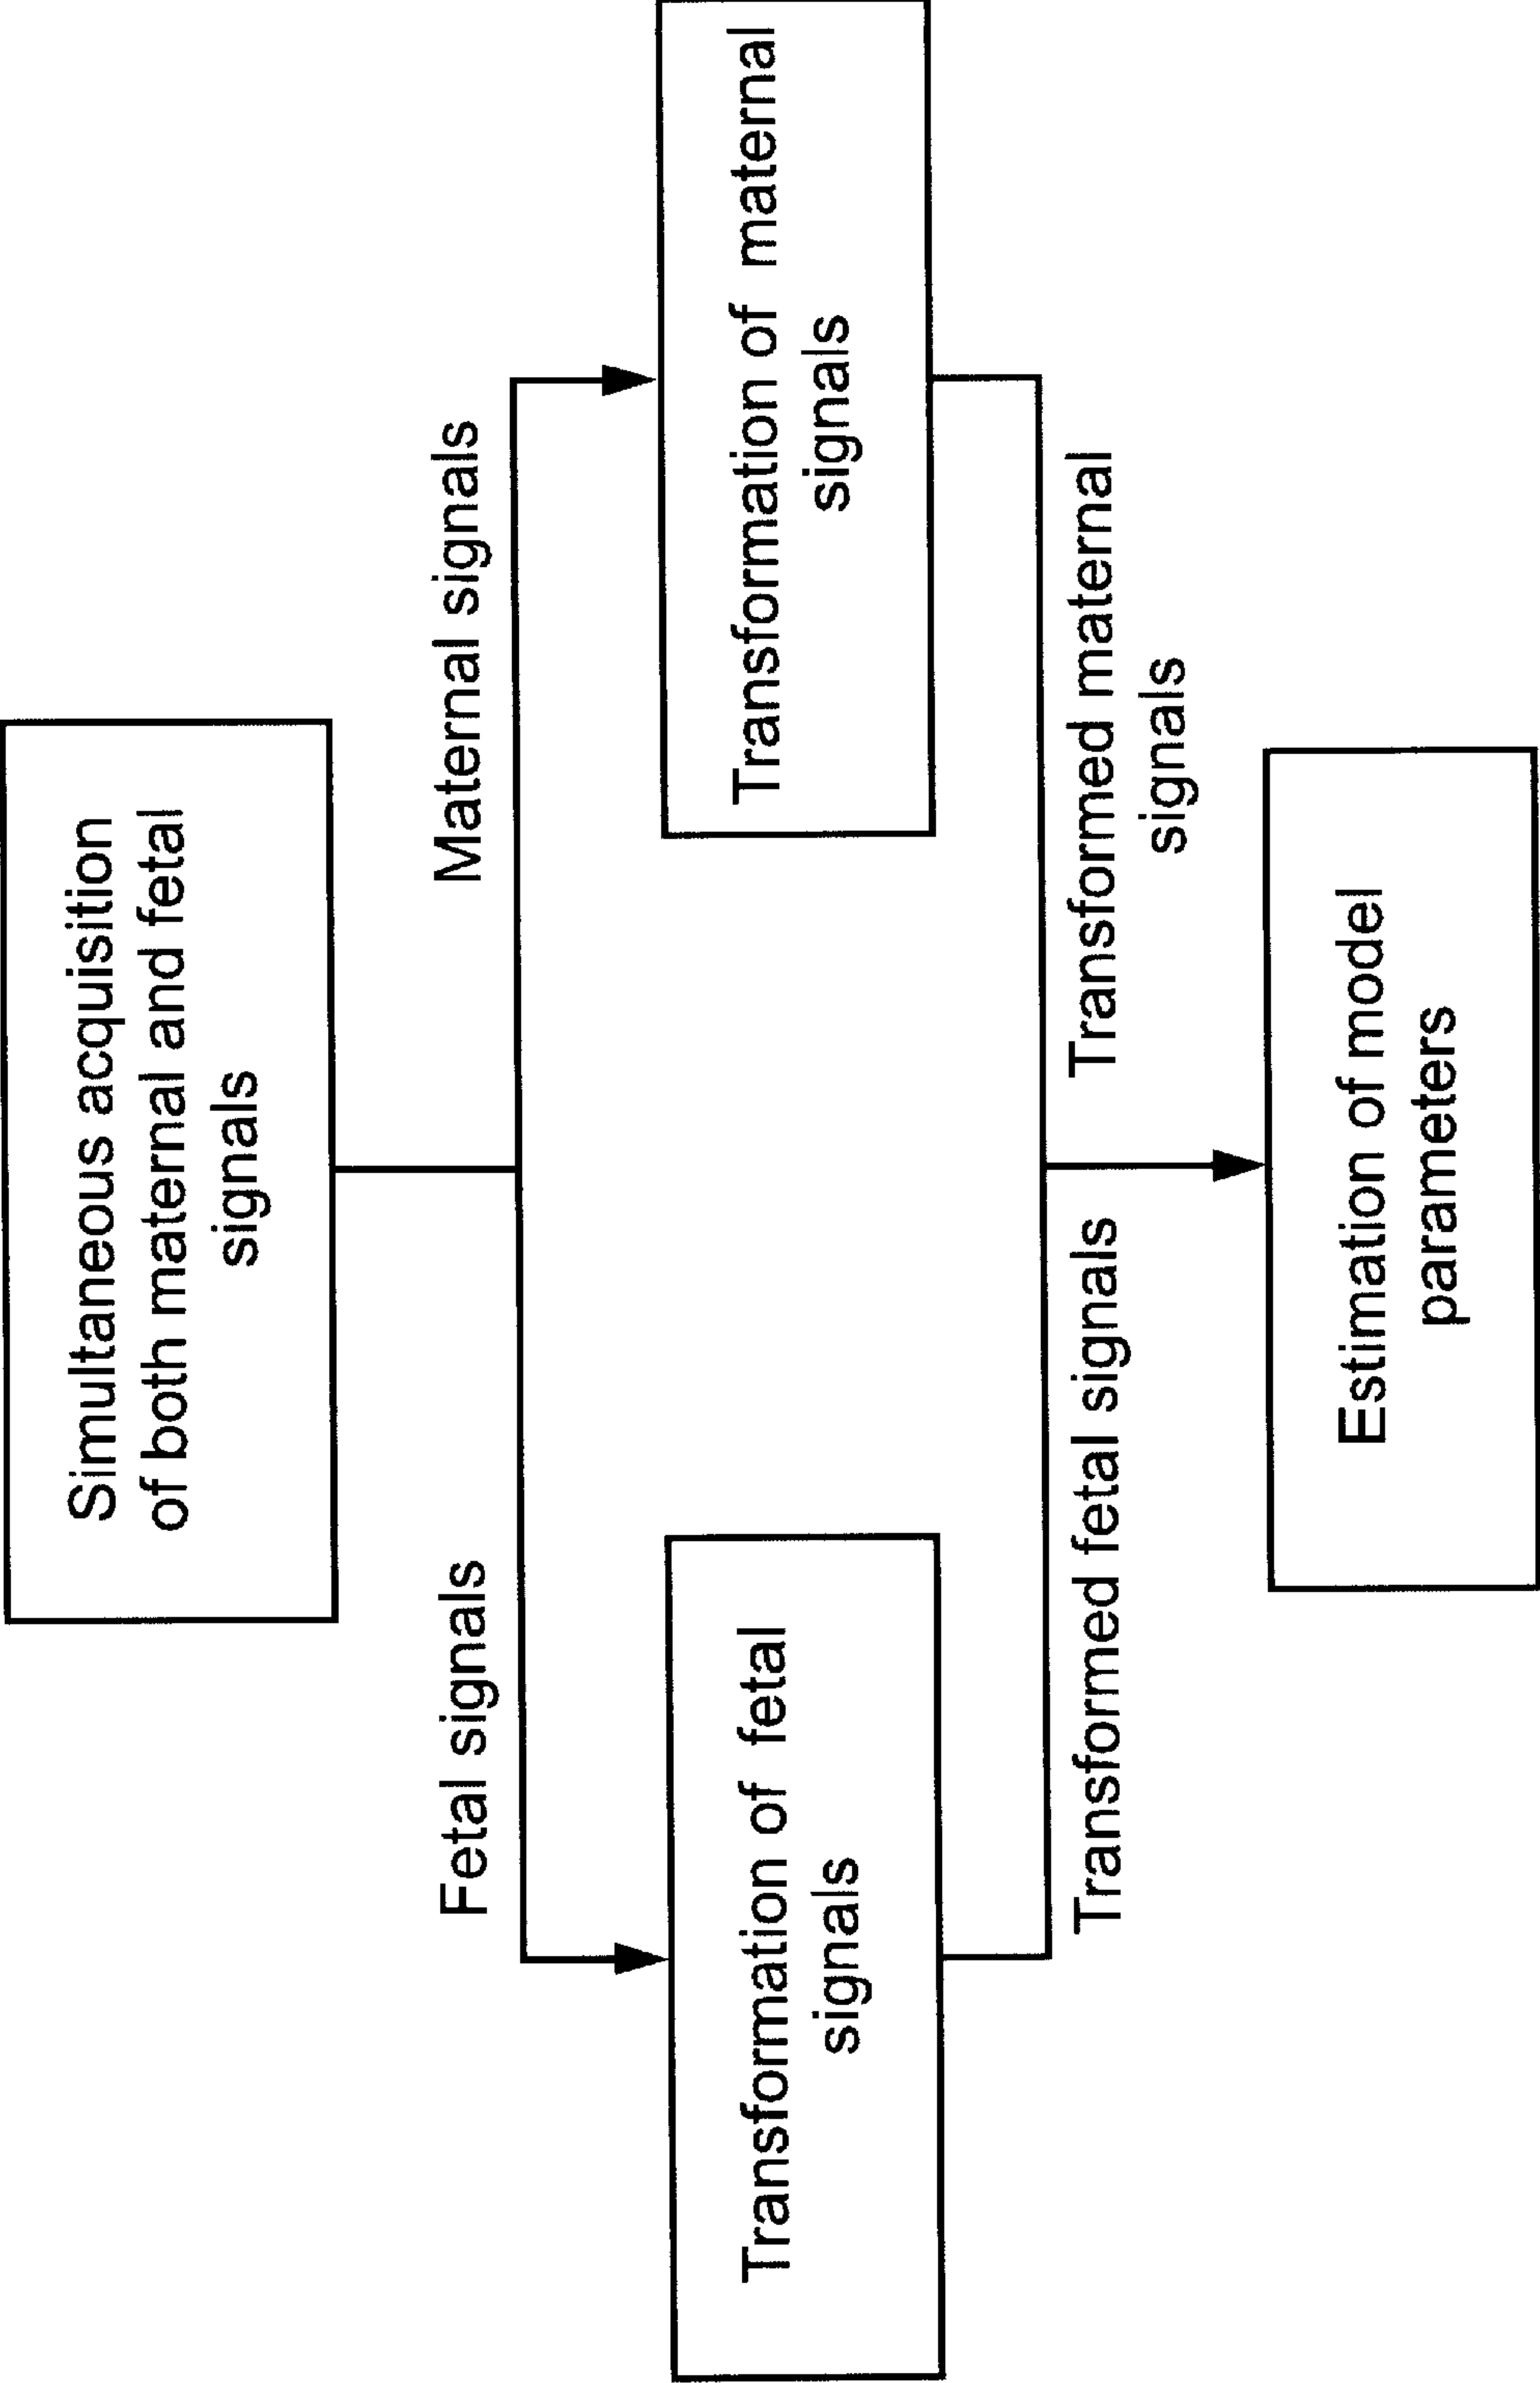 Simultaneous acquisition
of both maternal and fetal
signals
Fetal signals
Maternal signals
Transformation of fetal
signals
Transformation of maternal
signals
Transformed fetal signals
Transformed maternal
signals
Estimation of model
parameters